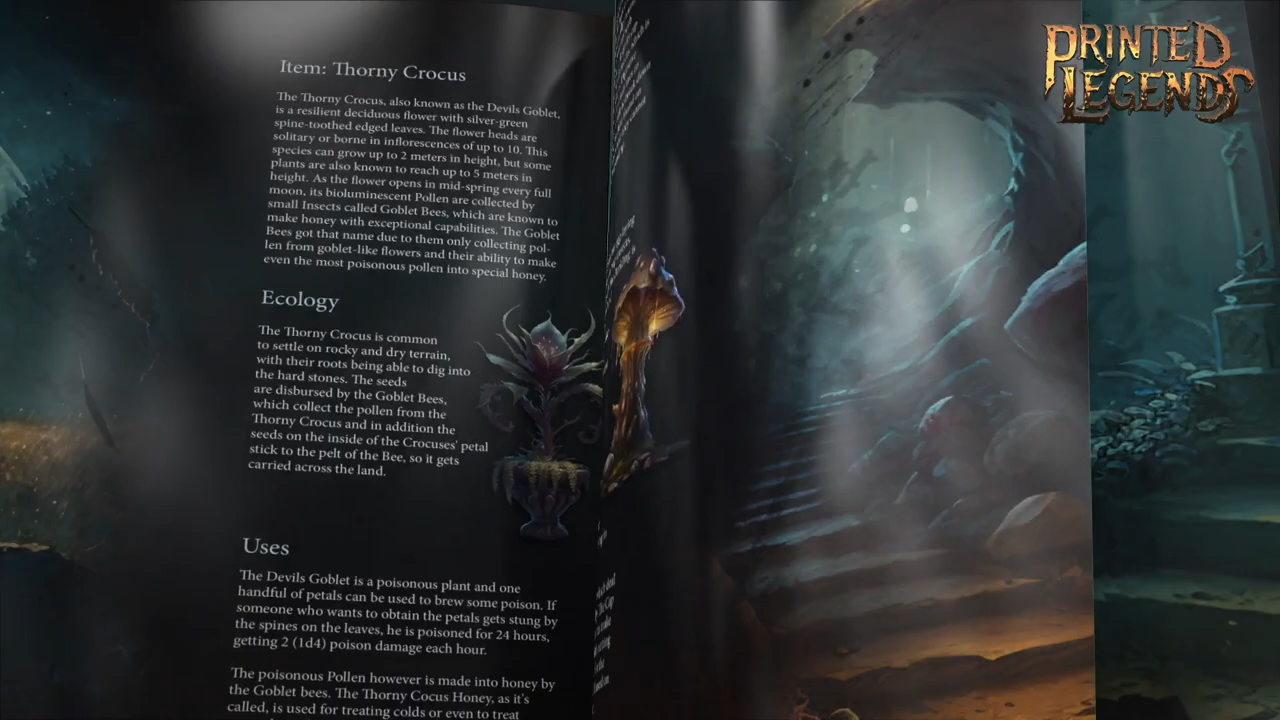 PRINTED
LEGENDS
Item: Thorny Crocus
The Thorny Crocus, also known as the Devils Goblet,
is a resilient deciduous flower with silver-green
spine-toothed edged leaves. The flower heads are
solitary or borne in inflorescences of up to 10. This
species can grow up to 2 meters in height, but some
plants are also known to reach up to 5 meters in
height. As the flower opens in mid-spring every full
moon, its bioluminescent Pollen are collected by
small Insects called Goblet Bees, which are known to
make honey with exceptional capabilities. The Goblet
Bees got that name due to them only collecting pol-
len from goblet-like flowers and their ability to make
even the most poisonous pollen into special honey.
Ecology
The Thorny Crocus is common
to settle on rocky and dry terrain,
with their roots being able to dig into
the hard stones. The seeds
are disbursed by the Goblet Bees,
which collect the pollen from the
Thorny Crocus and in addition the
seeds on the inside of the Crocuses' petal
stick to the pelt of the Bee, so it gets
carried across the land.
Uses
The Devils Goblet is a poisonous plant and one
handful of petals can be used to brew some poison. If
someone who wants to obtain the petals gets stung by
the spines on the leaves, he is poisoned for 24 hours,
getting 2 (1d4) poison damage each hour.
The poisonous Pollen however is made into honey by
the Goblet bees. The Thorny Cocus Honey, as it's
called, is used for treating colds or even to treat